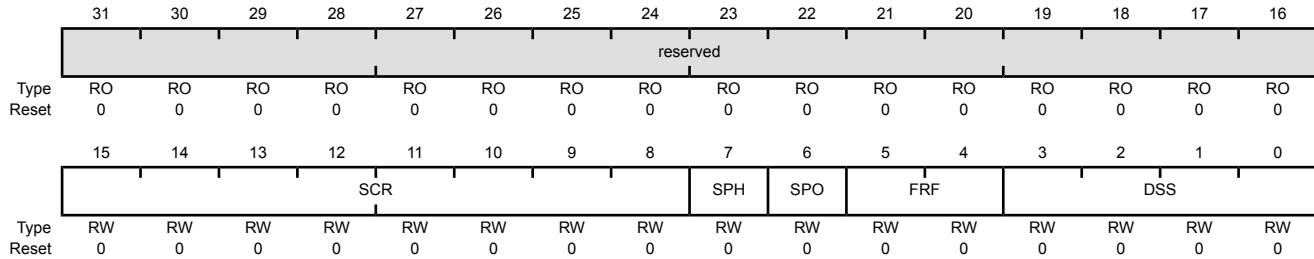 31 30 29 28 27 26 25 24 23 22 21 20 19 18 17 16
reserved
Type RO RO RO RO RO RO RO RO RO RO RO RO RO RO RO RO
Reset 0 0 0 0 0 0 0 0 0 0 0 0 0 0 0 0
15 14 13 12 11 10 9 8 7 6 5 4 3 2 1 0
SCR SPH SPO FRF DSS
Type RW RW RW RW RW RW RW RW RW RW RW RW RW RW RW RW
Reset 0 0 0 0 0 0 0 0 0 0 0 0 0 0 0 0